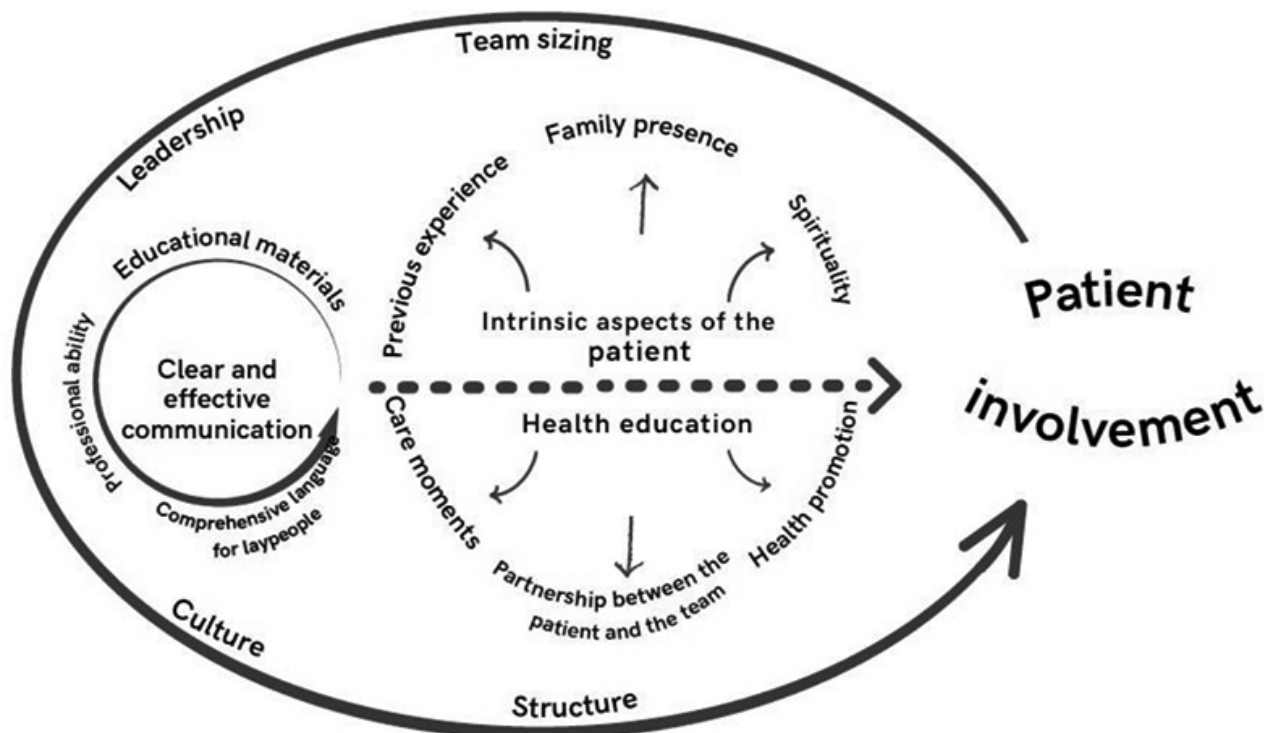 Team sizing
Leadership
Family presence
Previous experience
Spirituality
Educational materials
Professional ability
Clear and
effective
communication
Comprehensive language
for laypeople
Intrinsic aspects of the
patient
Health education
Care moments
Partnership between the
patient and the team
Health promotion
Patient
involvement
Culture
Structure